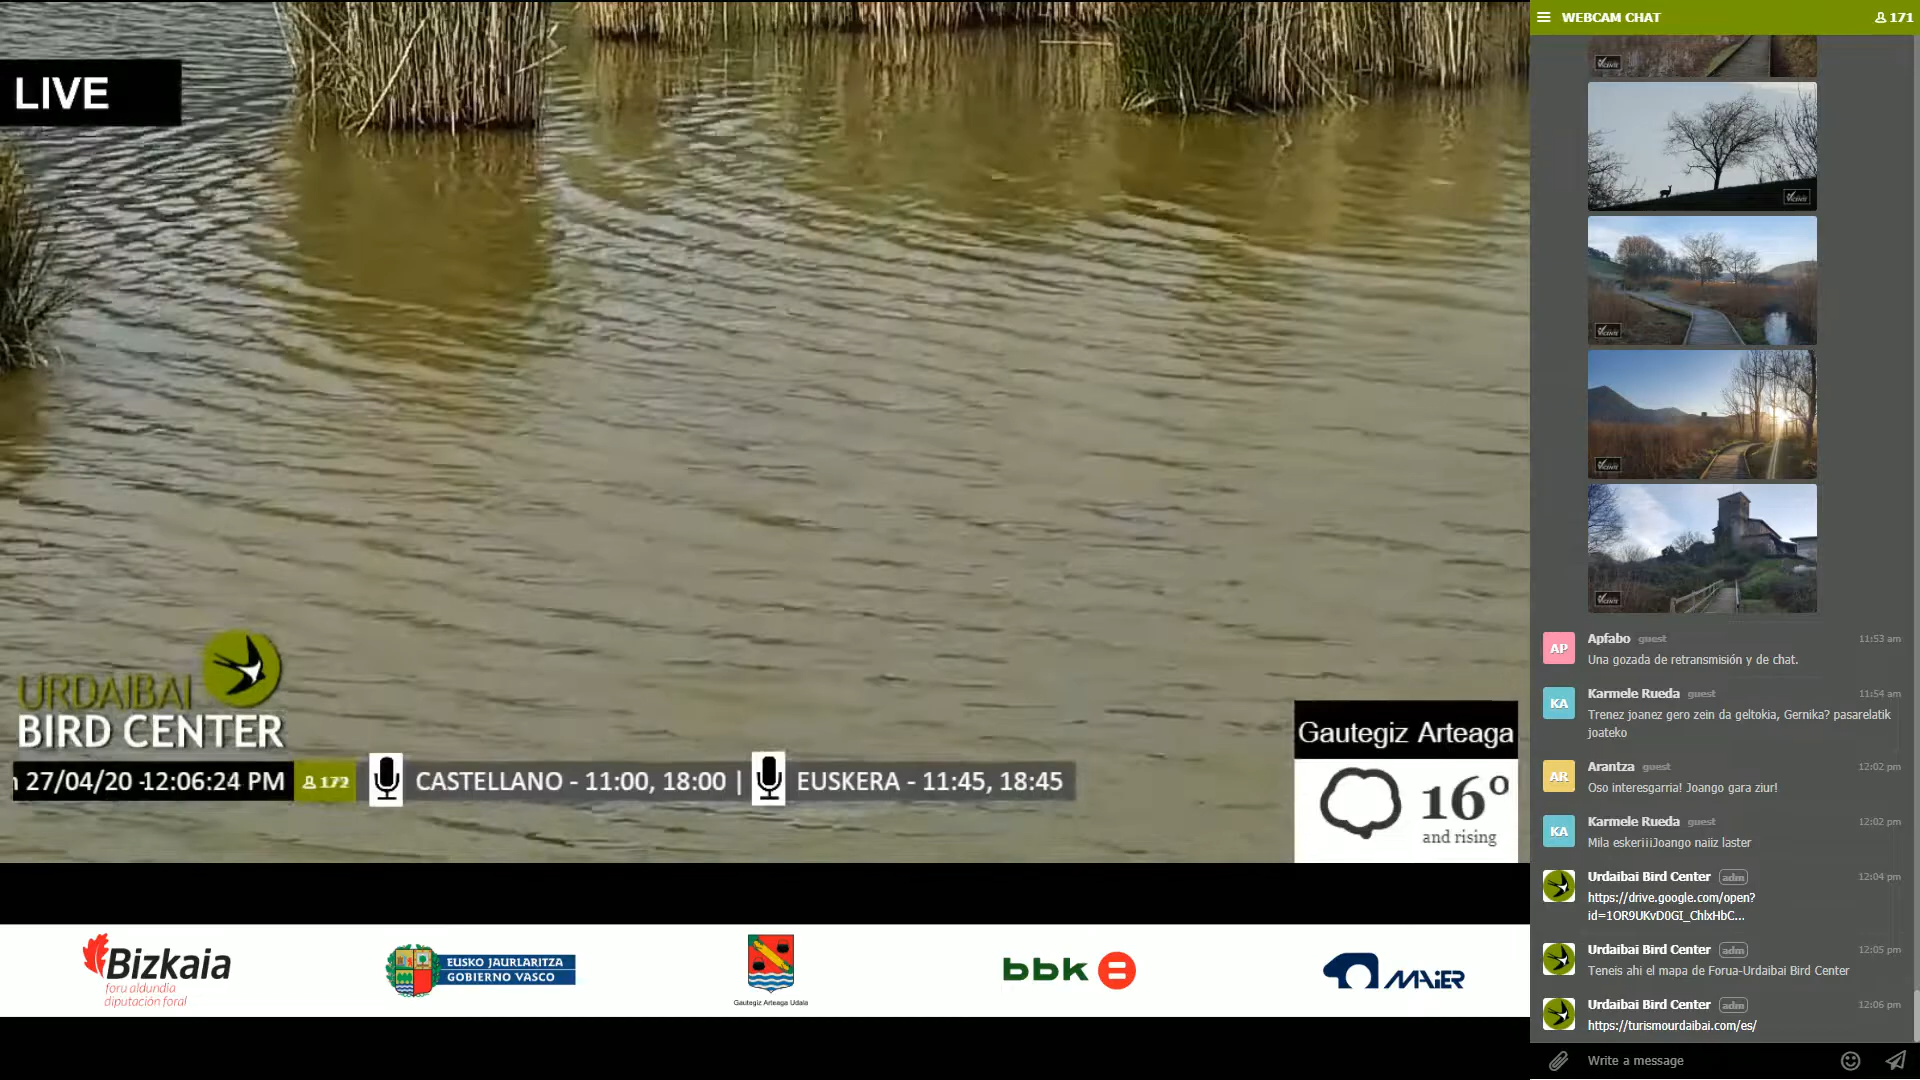 LIVE
URDAIBAI
BIRD CENTER
27/04/20 -12:06:24 PM
172
CASTELLANO - 11:00, 18:00 |
EUSKERA - 11:45, 18:45
Gautegiz Arteaga
16º
and rising
Bizkaia
foru aldundia
diputación foral
EUSKO JAURLARITZA
GOBIERNO VASCO
Gautegiz Arteaga Udala
bbk
MAIER
WEBCAM CHAT
171
Apfabo guest 11:53 am
Una gozada de retransmisión y de chat.
Karmele Rueda guest 11:54 am
Trenez joanez gero zein da geltokia, Gernika? pasarelatik
joateko
Arantza guest 12:02 pm
Oso interesgarria! Joango gara ziur!
Karmele Rueda guest 12:02 pm
Mila eskeriiiJoango naiiz laster
Urdaibai Bird Center adm 12:04 pm
https://drive.google.com/open?
id=1OR9UKvD0GI_ChlxHbC...
Urdaibai Bird Center adm 12:05 pm
Teneis ahi el mapa de Forua-Urdaibai Bird Center
Urdaibai Bird Center adm 12:06 pm
https://turismourdaibai.com/es/
AP
KA
AR
KA
Write a message